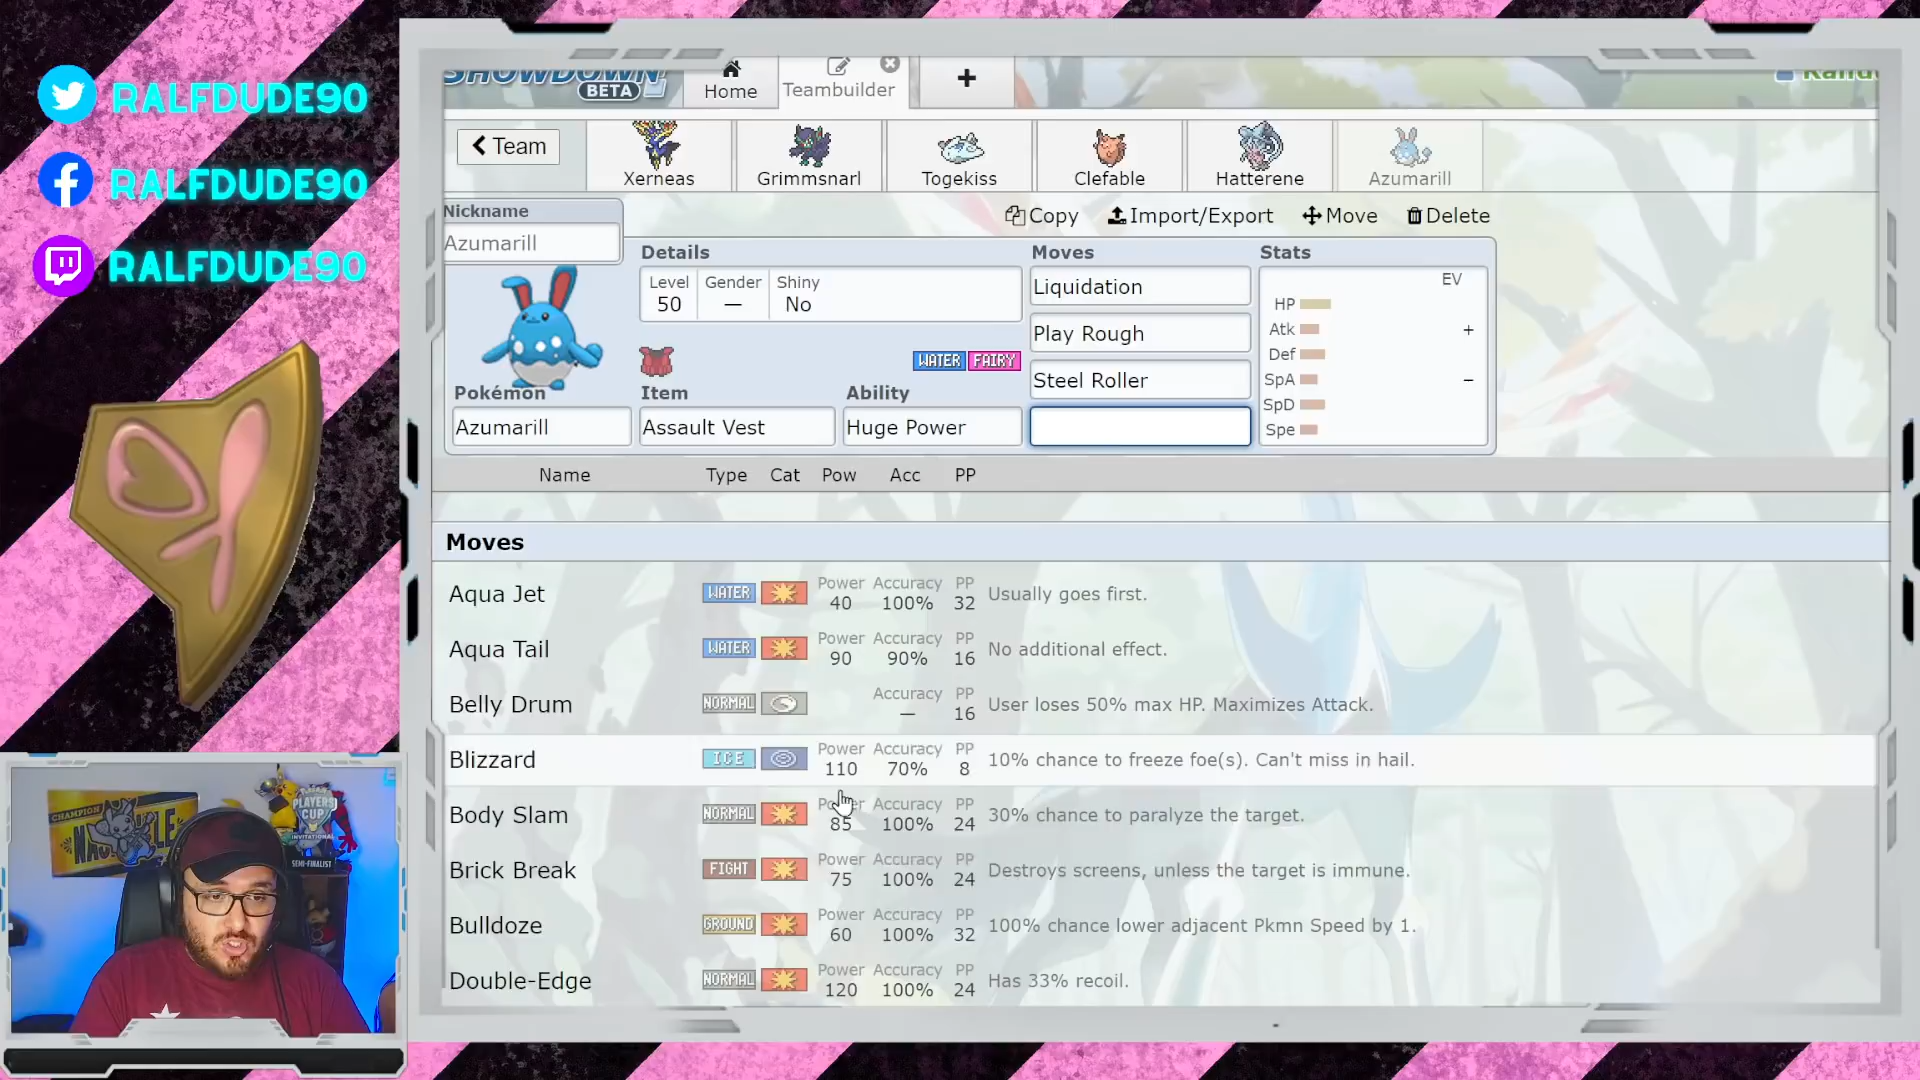 RALFDUDE90
RALFDUDE90
RALFDUDE90
SHOWDOWN
BETA
Home
Teambuilder
+
Team
Xerneas
Grimmsnarl
Togekiss
Clefable
Hatterene
Azumarill
Copy
Import/Export
Move
Delete
Nickname
Azumarill
Details
Level
Gender
Shiny
50
—
No
WATER FAIRY
Pokémon
Item
Ability
Azumarill
Assault Vest
Huge Power
Moves
Liquidation
Play Rough
Steel Roller
Stats
EV
HP
Atk +
Def
SpA −
SpD
Spe
Name Type Cat Pow Acc PP
Moves
Power Accuracy PP
Aqua Jet WATER 40 100% 32 Usually goes first.
Power Accuracy PP
Aqua Tail WATER 90 90% 16 No additional effect.
Accuracy PP
Belly Drum NORMAL — 16 User loses 50% max HP. Maximizes Attack.
Power Accuracy PP
Blizzard ICE 110 70% 8 10% chance to freeze foe(s). Can't miss in hail.
Power Accuracy PP
Body Slam NORMAL 85 100% 24 30% chance to paralyze the target.
Power Accuracy PP
Brick Break FIGHT 75 100% 24 Destroys screens, unless the target is immune.
Power Accuracy PP
Bulldoze GROUND 60 100% 32 100% chance lower adjacent Pkmn Speed by 1.
Power Accuracy PP
Double-Edge NORMAL 120 100% 24 Has 33% recoil.
CHAMPION
PLAYERS
CUP
INVITATIONAL
SEMI-FINALIST